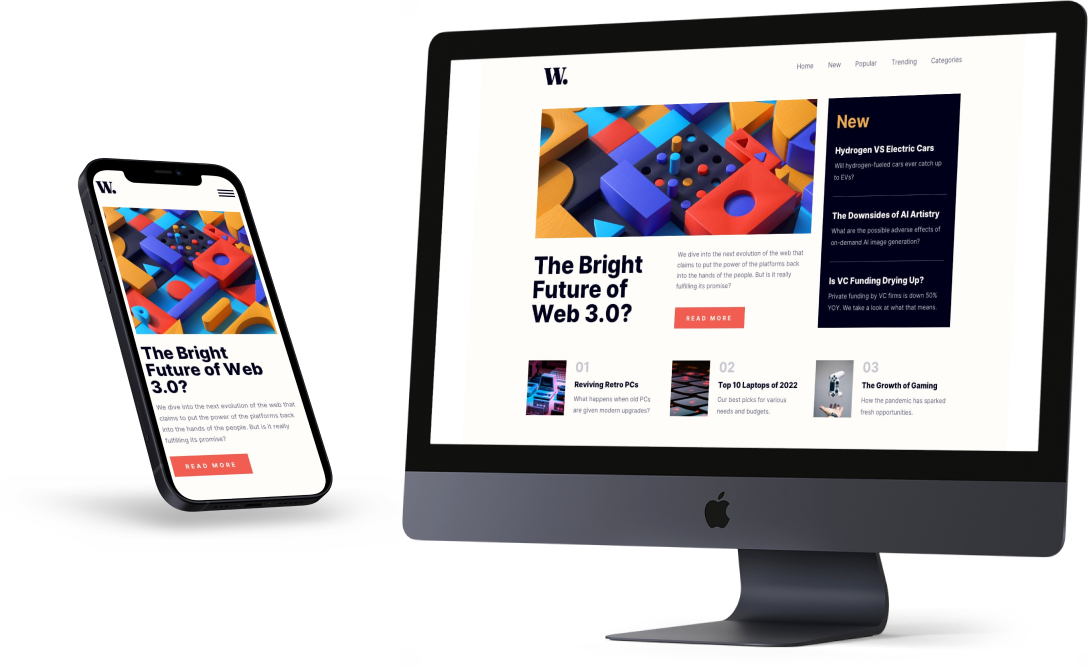 W.
The Bright
Future of Web
3.0?
We dive into the next evolution of the web that
claims to put the power of the platforms back
into the hands of the people. But is it really
fulfilling its promise?
READ MORE
W.
Home New Popular Trending Categories
The Bright
Future of
Web 3.0?
We dive into the next evolution of the web that
claims to put the power of the platforms back
into the hands of the people. But is it really
fulfilling its promise?
READ MORE
New
Hydrogen VS Electric Cars
Will hydrogen-fueled cars ever catch up
to EVs?
The Downsides of AI Artistry
What are the possible adverse effects of
on-demand AI image generation?
Is VC Funding Drying Up?
Private funding by VC firms is down 50%
YOY. We take a look at what that means.
01
Reviving Retro PCs
What happens when old PCs
are given modern upgrades?
02
Top 10 Laptops of 2022
Our best picks for various
needs and budgets.
03
The Growth of Gaming
How the pandemic has sparked
fresh opportunities.